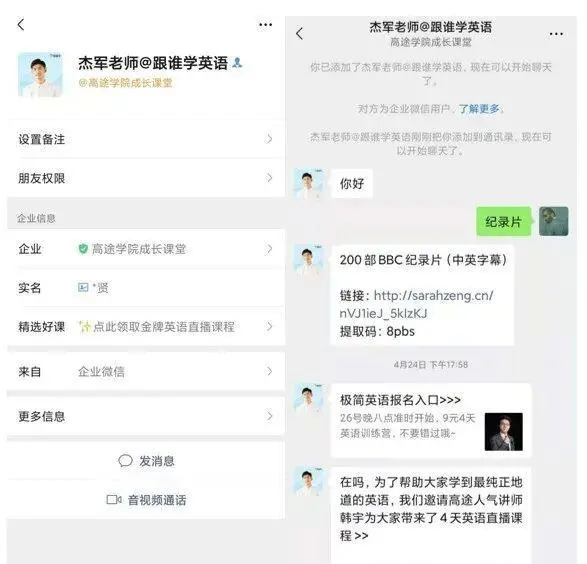 杰军老师@跟谁学英语
@高途学院成长课堂
设置备注
朋友权限
企业信息
企业 高途学院成长课堂
实名 *贤
精选好课 ✨点此领取金牌英语直播课程
来自 企业微信
更多信息
发消息
音视频通话
杰军老师@跟谁学英语
高途学院成长课堂
你已添加了杰军老师@跟谁学英语,现在可以开始聊天
了。
对方为企业微信用户,了解更多。
杰军老师@跟谁学英语刚刚把你添加到通讯录,现在可
以开始聊天了。
你好
纪录片
200部BBC纪录片(中英字幕)
链接:http://sarahzeng.cn/
nVJ1ieJ_5kIzKJ
提取码:8pbs
4月24日 下午17:58
极简英语报名入口>>>
26号晚八点准时开始,9元4天
英语训练营,不要错过哦~
在吗,为了帮助大家学到最纯正地
道的英语,我们邀请高途人气讲师
韩宇为大家带来了4天英语直播课
程>>